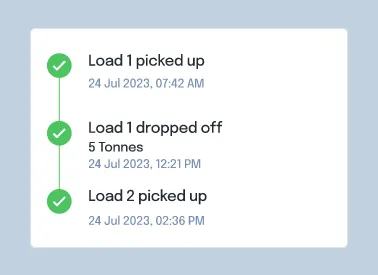 Load 1 picked up
24 Jul 2023, 07:42 AM
Load 1 dropped off
5 Tonnes
24 Jul 2023, 12:21 PM
Load 2 picked up
24 Jul 2023, 02:36 PM